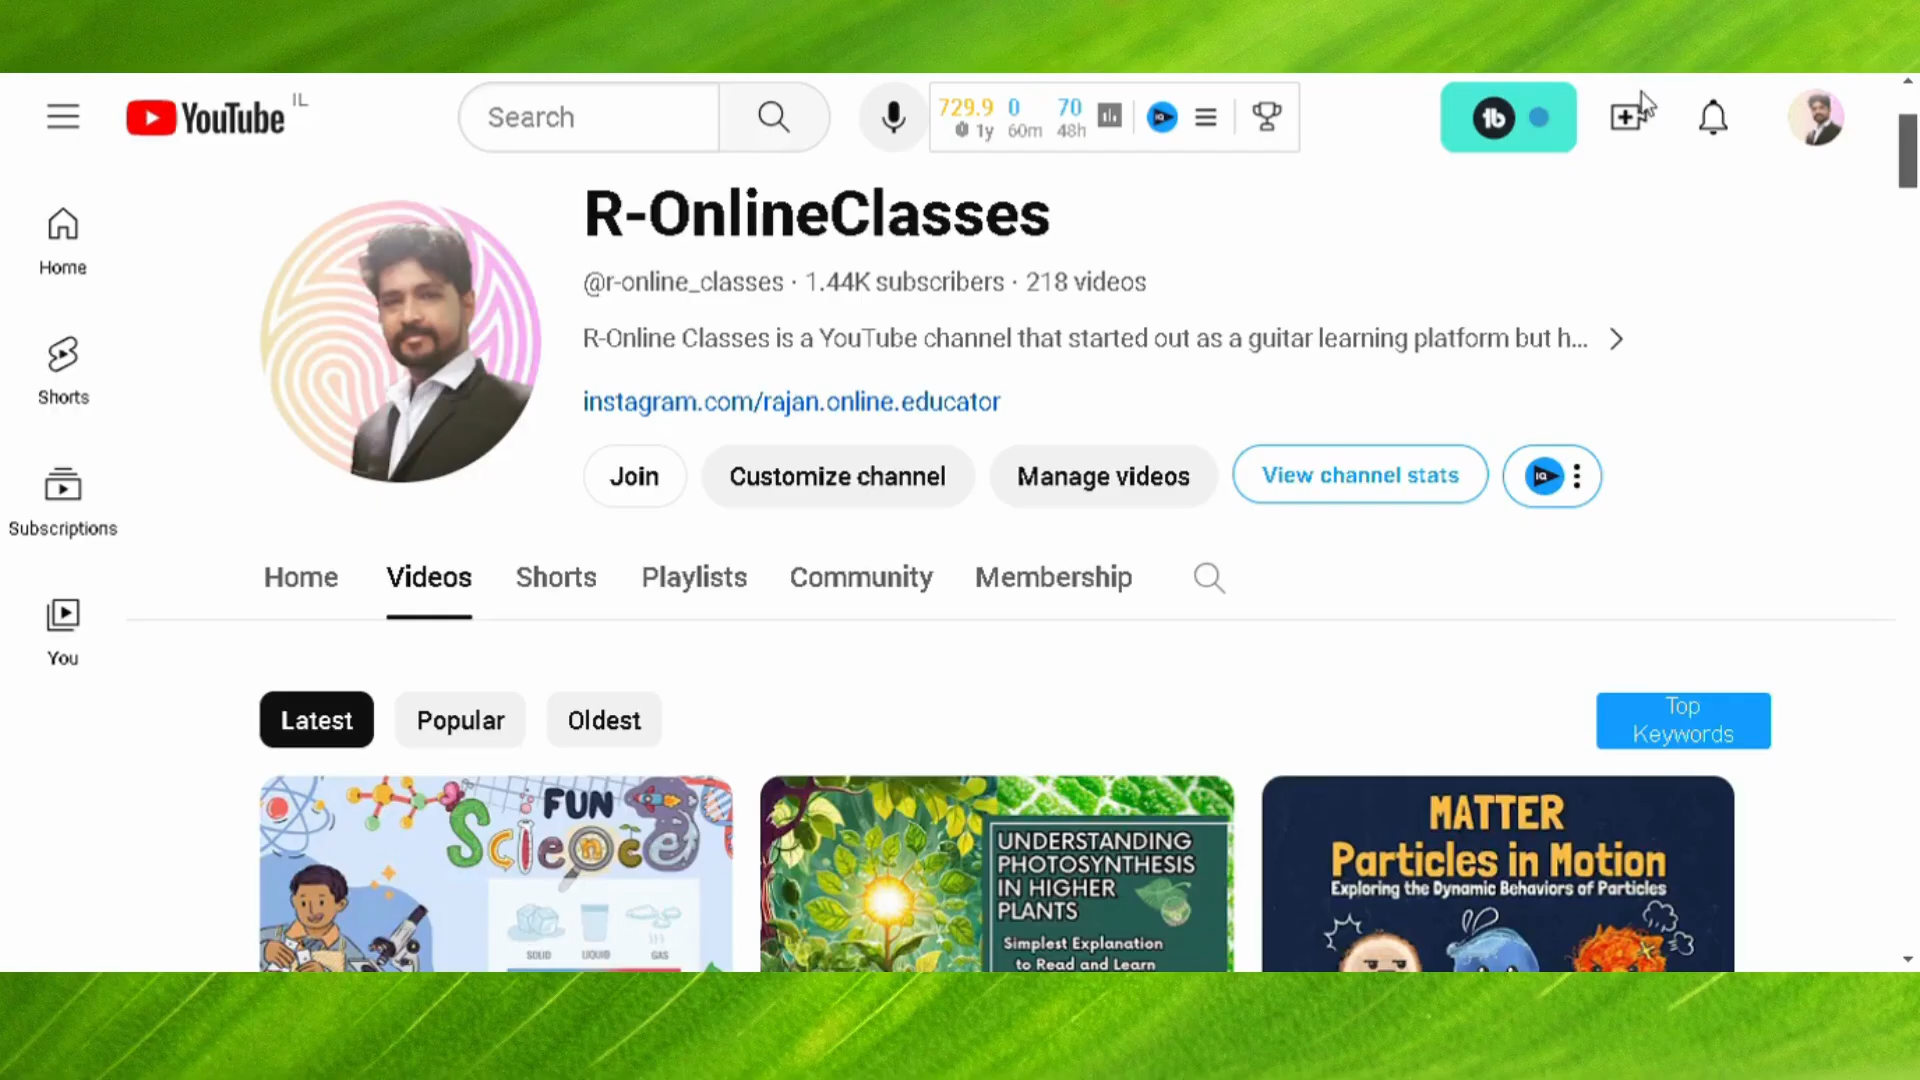 YouTube IL
Search
729.9 0 70
1y 60m 48h
Home
Shorts
Subscriptions
You
R-OnlineClasses
@r-online_classes · 1.44K subscribers · 218 videos
R-Online Classes is a YouTube channel that started out as a guitar learning platform but h...
instagram.com/rajan.online.educator
Join
Customize channel
Manage videos
View channel stats
IQ
Home
Videos
Shorts
Playlists
Community
Membership
Latest
Popular
Oldest
Top
Keywords
FUN
Science
SOLID LIQUID GAS
UNDERSTANDING
PHOTOSYNTHESIS
IN HIGHER
PLANTS
Simplest Explanation
to Read and Learn
MATTER
Particles in Motion
Exploring the Dynamic Behaviors of Particles